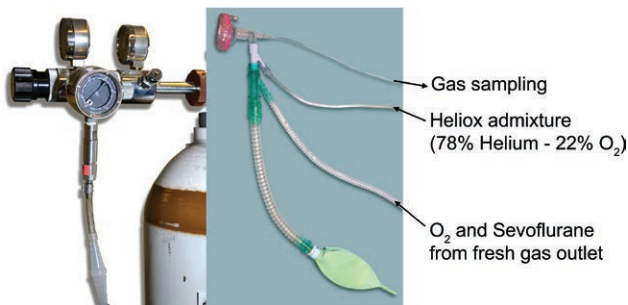 Gas sampling
Heliox admixture
(78% Helium - 22% O₂)
O₂ and Sevoflurane
from fresh gas outlet